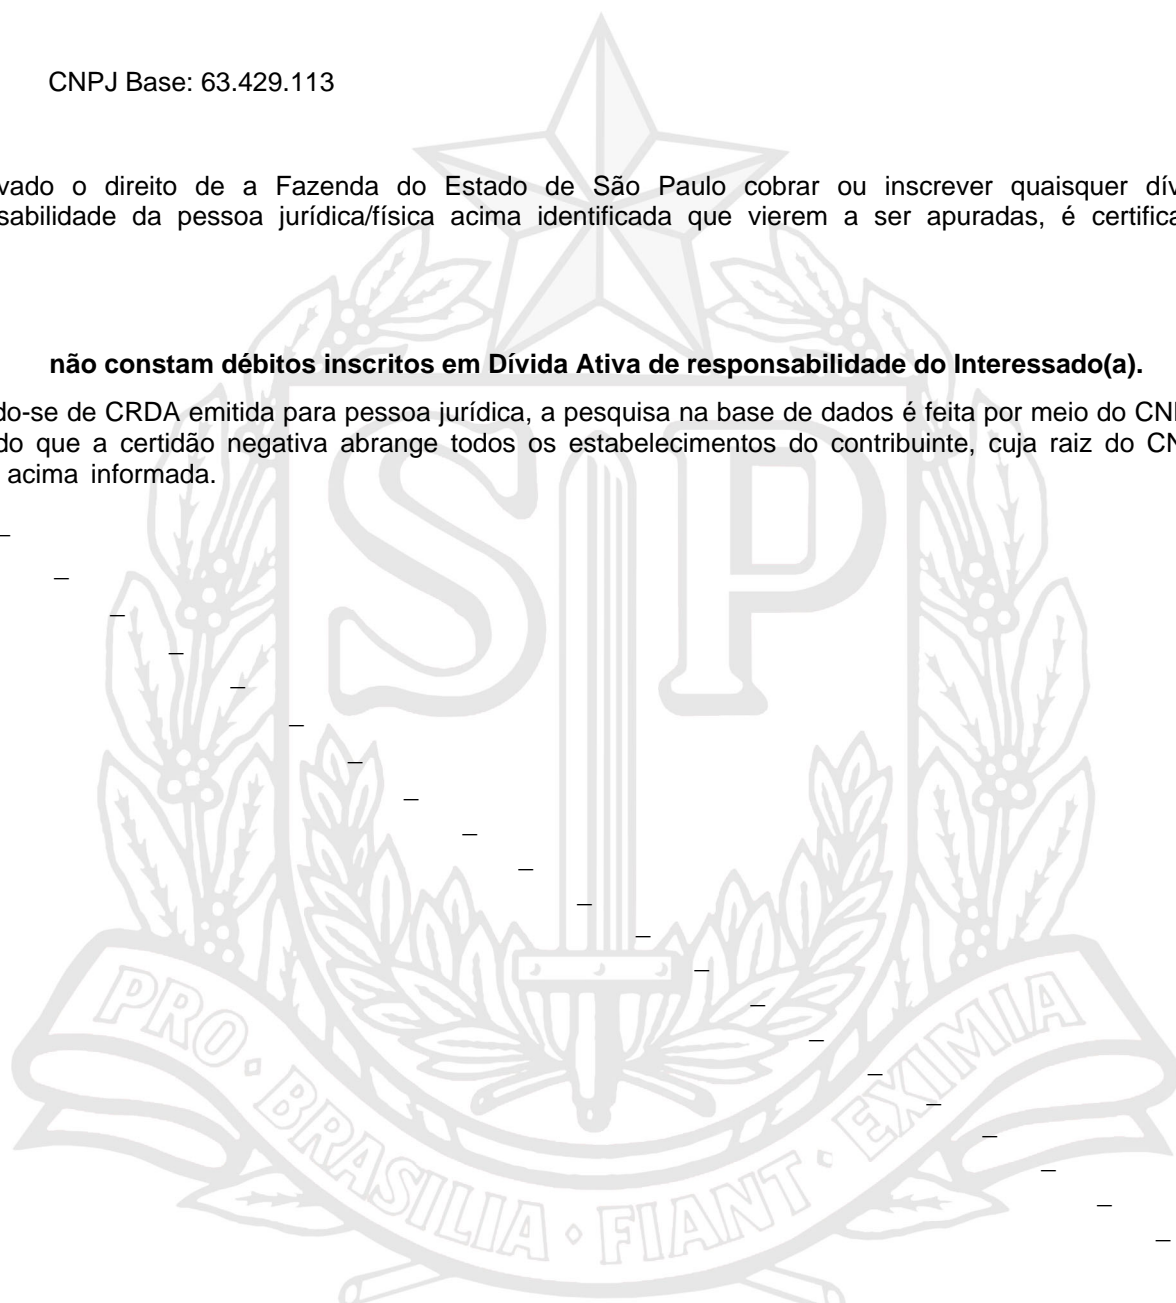 CNPJ Base: 63.429.113
vado o direito de a Fazenda do Estado de São Paulo cobrar ou inscrever quaisquer dív
sabilidade da pessoa jurídica/física acima identificada que vierem a ser apuradas, é certifica
não constam débitos inscritos em Dívida Ativa de responsabilidade do Interessado(a).
do-se de CRDA emitida para pessoa jurídica, a pesquisa na base de dados é feita por meio do CN
do que a certidão negativa abrange todos os estabelecimentos do contribuinte, cuja raiz do CN
acima informada.
SP
PRO • BRASILIA • FIANT • EXIMIA